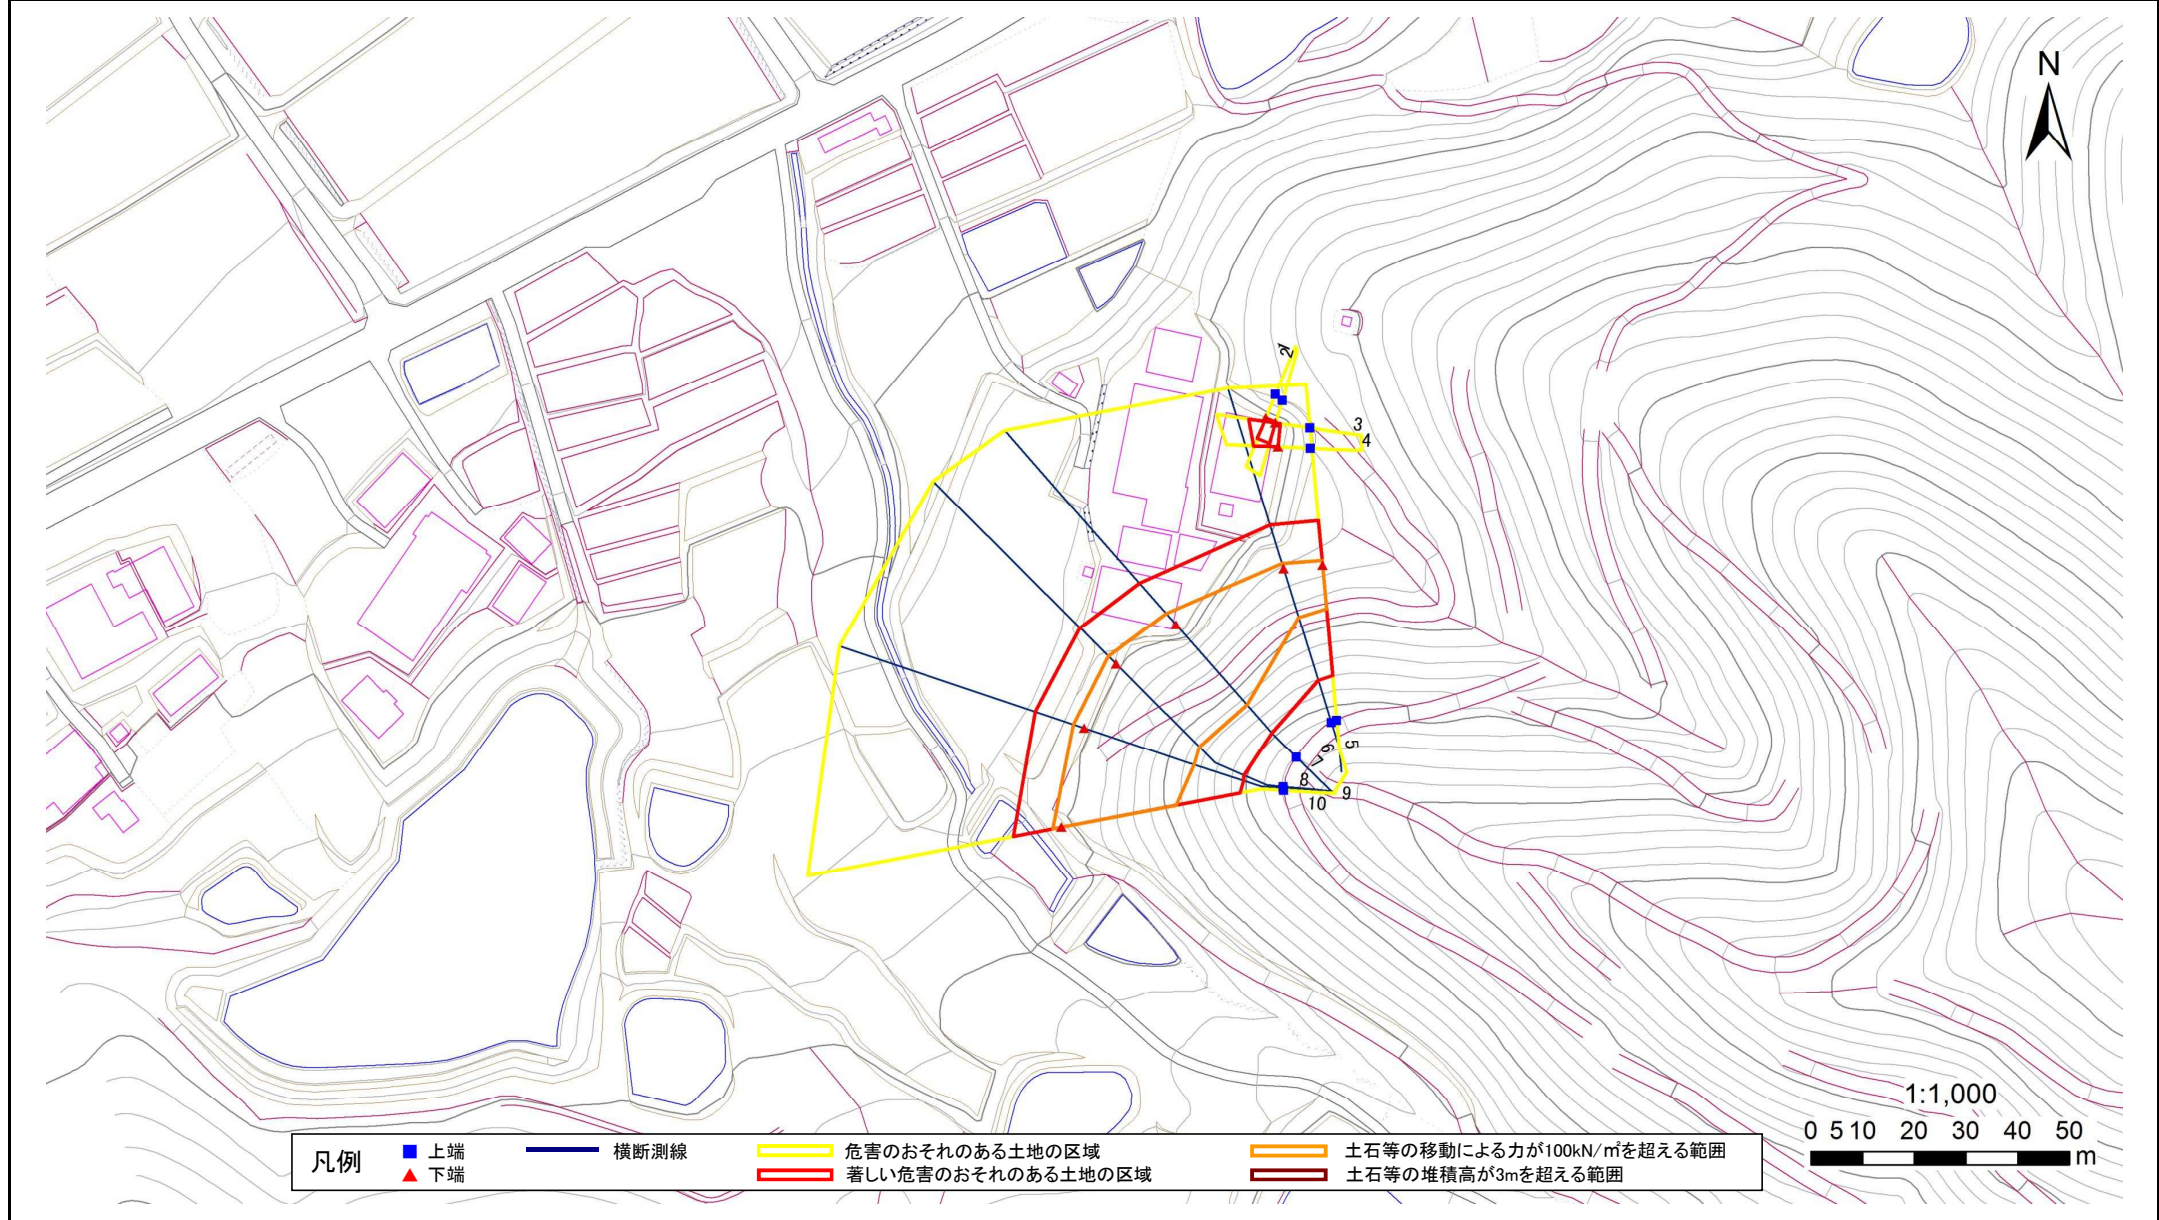 N
1
2
3
4
5
6
7
8
9
10
1:1,000
0 5 10 20 30 40 50
m
凡例
上端
横断測線
危害のおそれのある土地の区域
土石等の移動による力が100kN/㎡を超える範囲
下端
著しい危害のおそれのある土地の区域
土石等の堆積高が3mを超える範囲